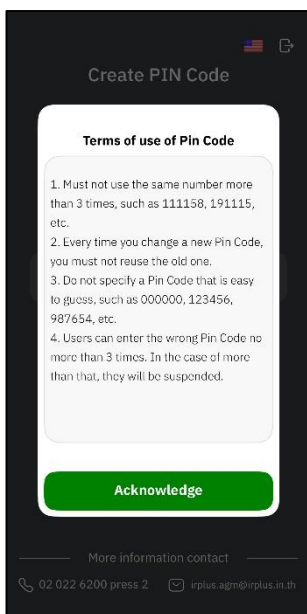 Create PIN Code
Terms of use of Pin Code
1. Must not use the same number more
than 3 times, such as 111158, 191115,
etc.
2. Every time you change a new Pin Code,
you must not reuse the old one.
3. Do not specify a Pin Code that is easy
to guess, such as 000000, 123456,
987654, etc.
4. Users can enter the wrong Pin Code no
more than 3 times. In the case of more
than that, they will be suspended.
Acknowledge
More information contact
02 022 6200 press 2 irplus.agm@irplus.in.th